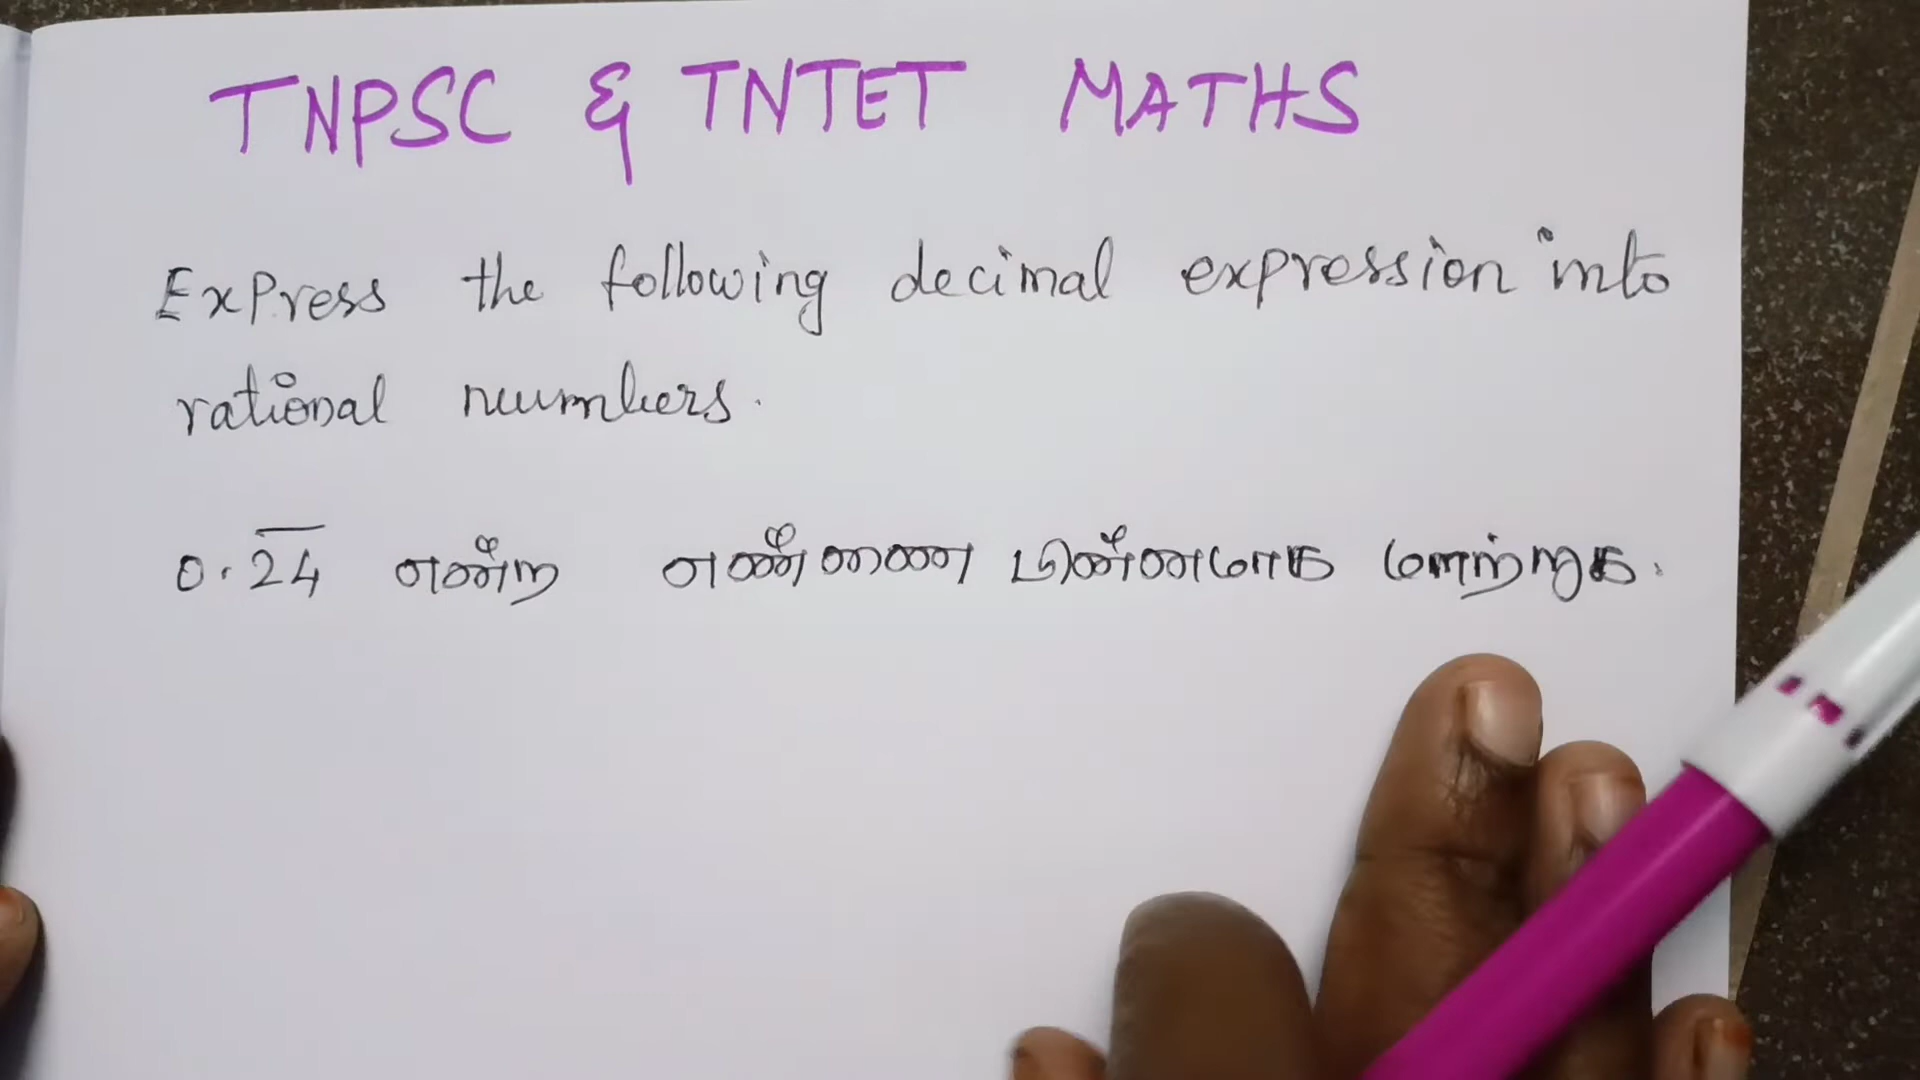 TNPSC & TNTET MATHS
Express the following decimal expression into
rational numbers.
0.2̅4̅ என்ற எண்ணை பின்னமாக மாற்றுக.